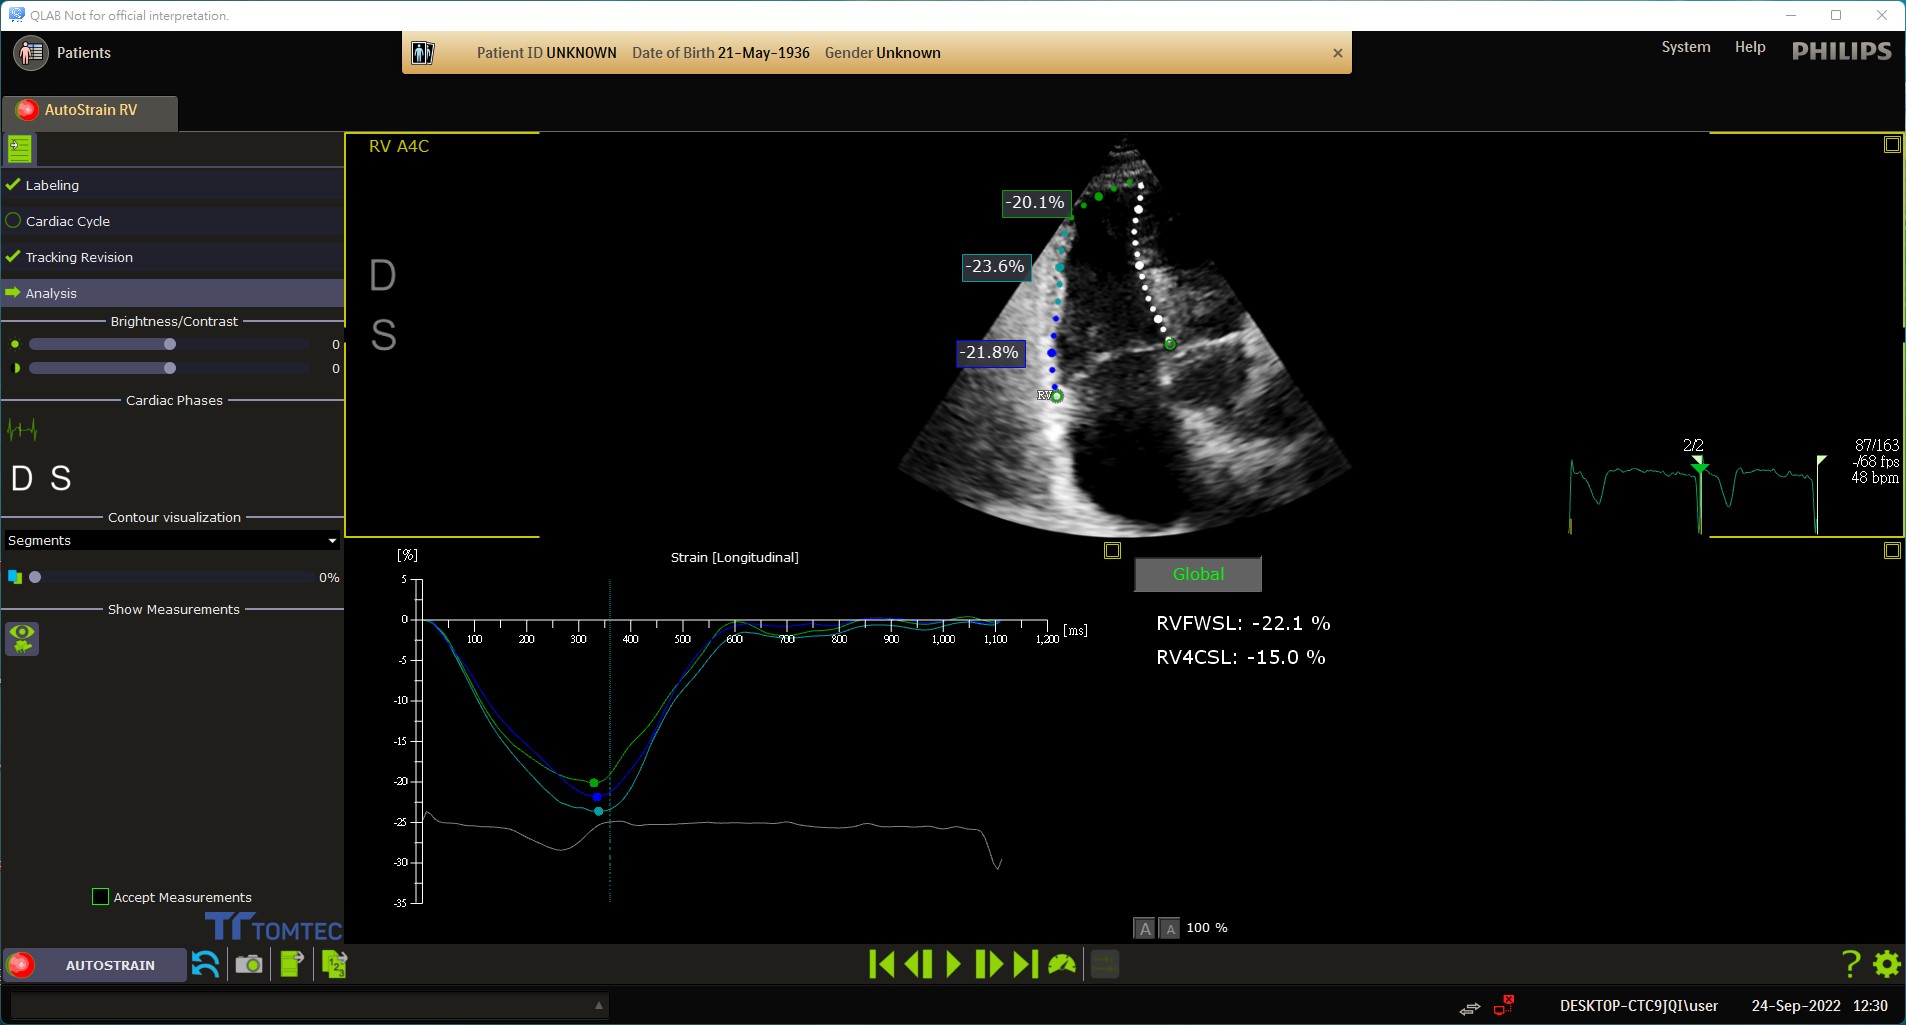 QLAB Not for official interpretation.
Patients
Patient ID UNKNOWN Date of Birth 21-May-1936 Gender Unknown
System Help PHILIPS
AutoStrain RV
Labeling
Cardiac Cycle
Tracking Revision
Analysis
Brightness/Contrast
0
0
Cardiac Phases
D S
Contour visualization
Segments
0%
Show Measurements
Accept Measurements
TOMTEC
RV A4C
D
S
-20.1%
-23.6%
-21.8%
RV
2/2
87/163
-/68 fps
48 bpm
[%]
Strain [Longitudinal]
5
0
-5
-10
-15
-20
-25
-30
-35
100 200 300 400 500 600 700 800 900 1,000 1,100 1,200 [ms]
Global
RVFWSL: -22.1 %
RV4CSL: -15.0 %
A A 100 %
AUTOSTRAIN
1 2 3
?
DESKTOP-CTC9JQI\user 24-Sep-2022 12:30